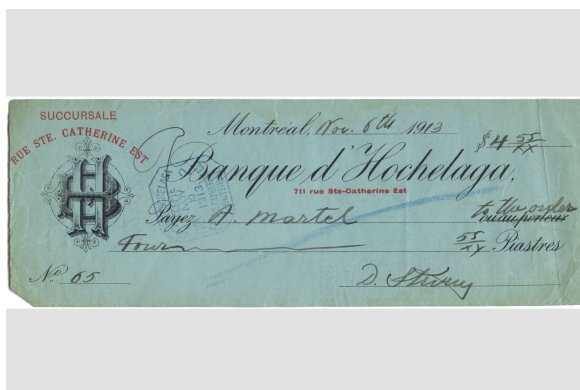 SUCCURSALE
RUE STE. CATHERINE EST
Montréal, Nov. 6th 1913
$4 55/xx
Banque d'Hochelaga,
711 rue Ste-Catherine Est
Payez A. Martel to the order
ou au porteur
Four 55/xx Piastres
No 65
D.